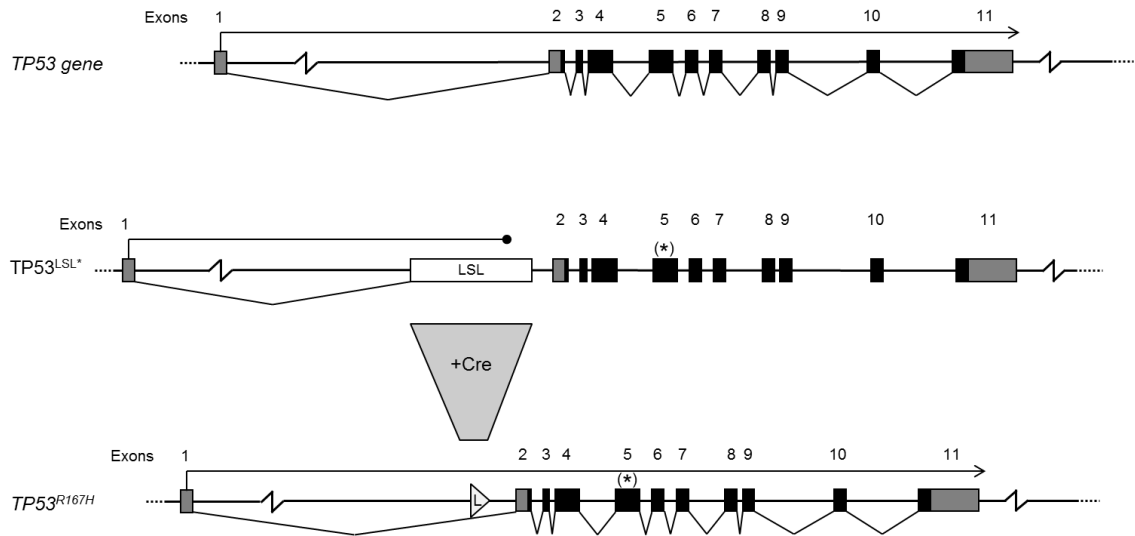 Exons 1 2 3 4 5 6 7 8 9 10 11
TP53 gene
Exons 1 2 3 4 5 6 7 8 9 10 11
(*)
TP53LSL* LSL
+Cre
Exons 1 2 3 4 5 6 7 8 9 10 11
(*)
TP53R167H L